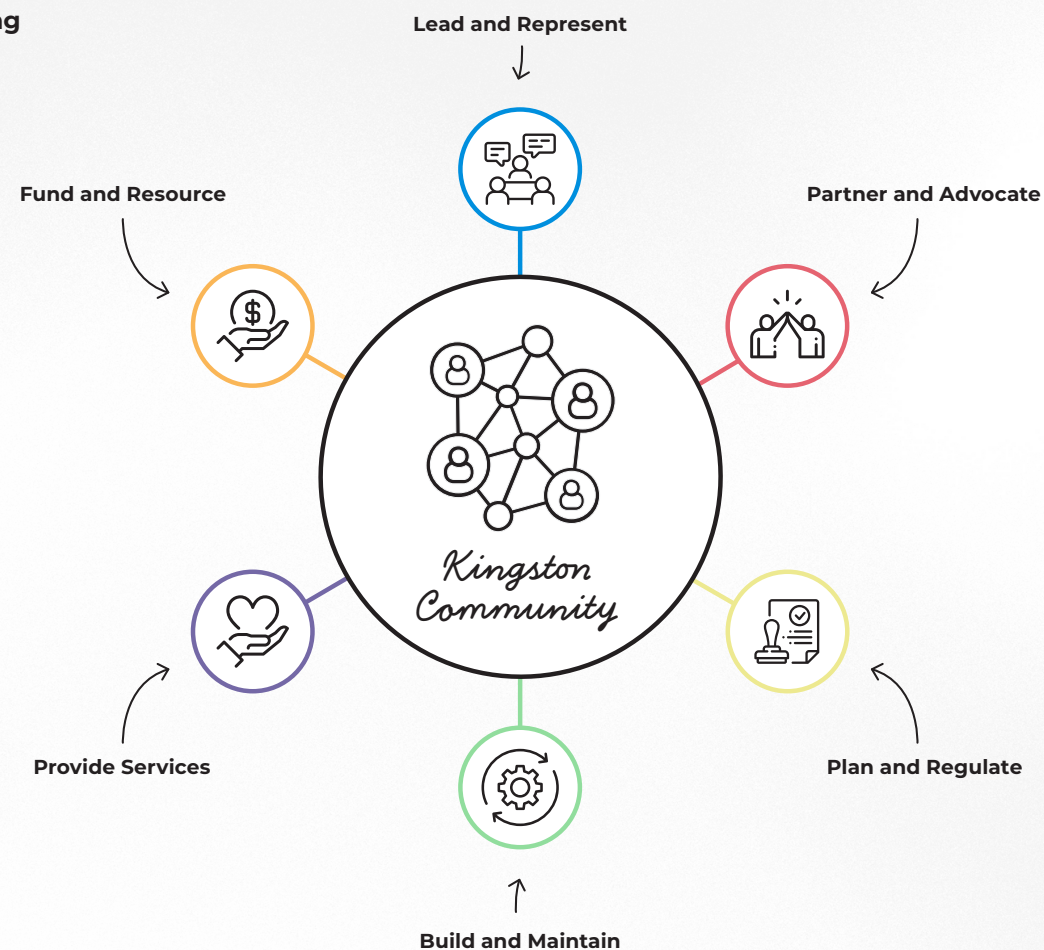 Lead and Represent
Fund and Resource
Partner and Advocate
$
Kingston
Community
Provide Services
Plan and Regulate
Build and Maintain